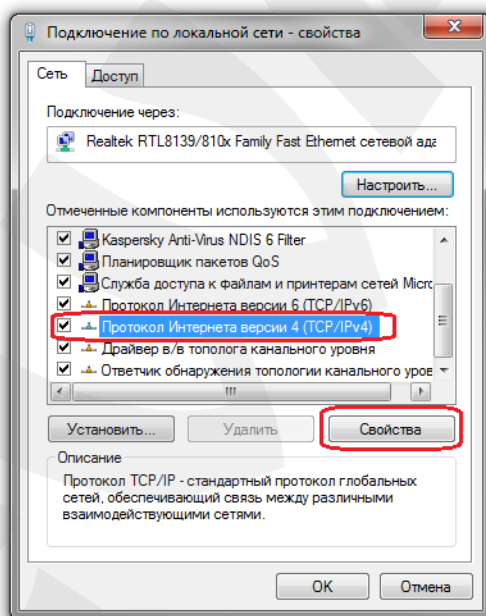 Подключение по локальной сети - свойства
Сеть Доступ
Подключение через:
Realtek RTL8139/810x Family Fast Ethernet сетевой ада
Настроить...
Отмеченные компоненты используются этим подключением:
Kaspersky Anti-Virus NDIS 6 Filter
Планировщик пакетов QoS
Служба доступа к файлам и принтерам сетей Micro
Протокол Интернета версии 6 (TCP/IPv6)
Протокол Интернета версии 4 (TCP/IPv4)
Драйвер в/в тополога канального уровня
Ответчик обнаружения топологии канального уров
Установить... Удалить Свойства
Описание
Протокол TCP/IP - стандартный протокол глобальных
сетей, обеспечивающий связь между различными
взаимодействующими сетями.
OK Отмена